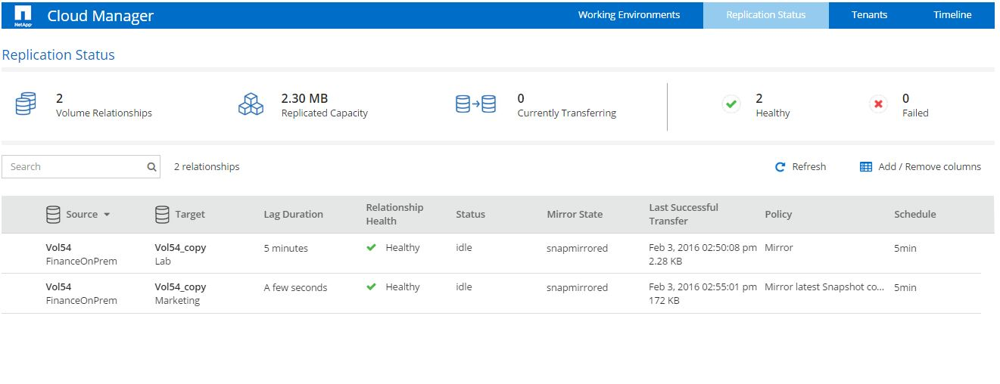 NetApp
Cloud Manager
Working Environments
Replication Status
Tenants
Timeline
Replication Status
2
Volume Relationships
2.30 MB
Replicated Capacity
0
Currently Transferring
2
Healthy
0
Failed
Search
2 relationships
Refresh
Add / Remove columns
Source
Target
Lag Duration
Relationship
Health
Status
Mirror State
Last Successful
Transfer
Policy
Schedule
Vol54
FinanceOnPrem
Vol54_copy
Lab
5 minutes
Healthy
idle
snapmirrored
Feb 3, 2016 02:50:08 pm
2.28 KB
Mirror
5min
Vol54
FinanceOnPrem
Vol54_copy
Marketing
A few seconds
Healthy
idle
snapmirrored
Feb 3, 2016 02:55:01 pm
172 KB
Mirror latest Snapshot co...
5min